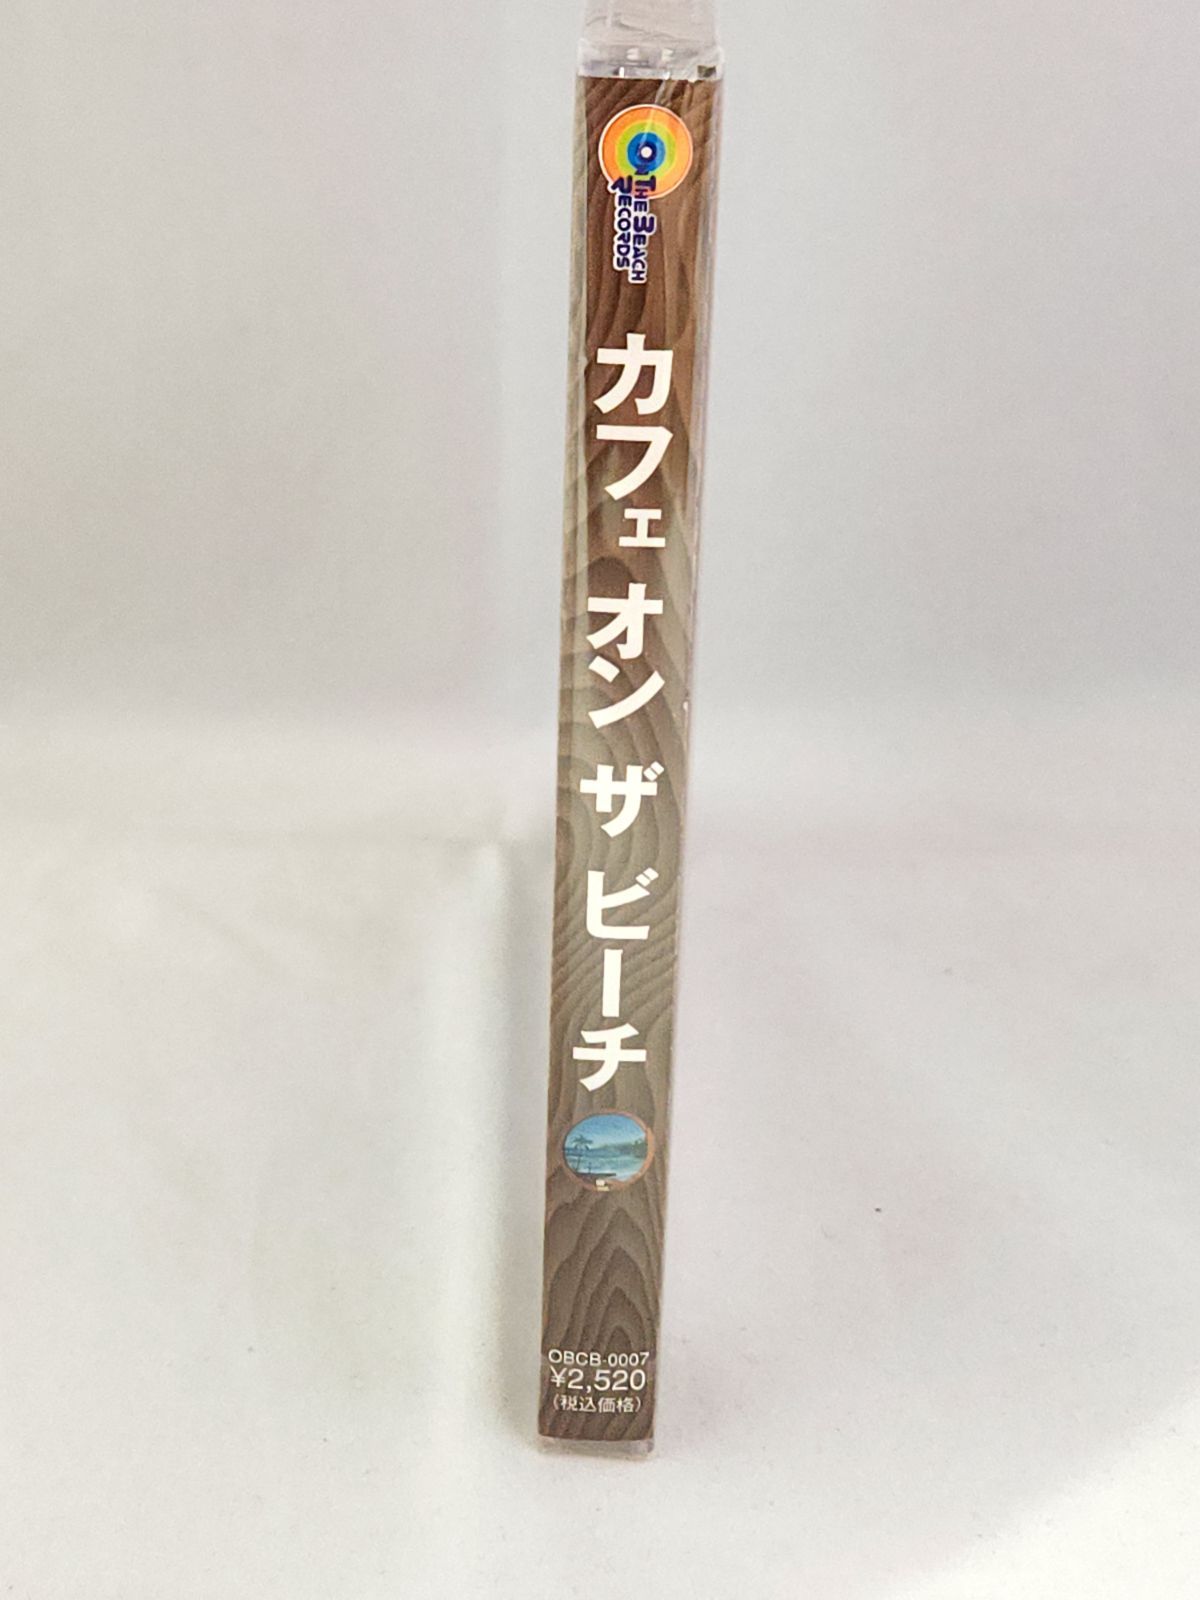 ON THE BEACH
RECORDS
カフェ オン ザ ビーチ
OBCB-0007
¥2,520
(税込価格)